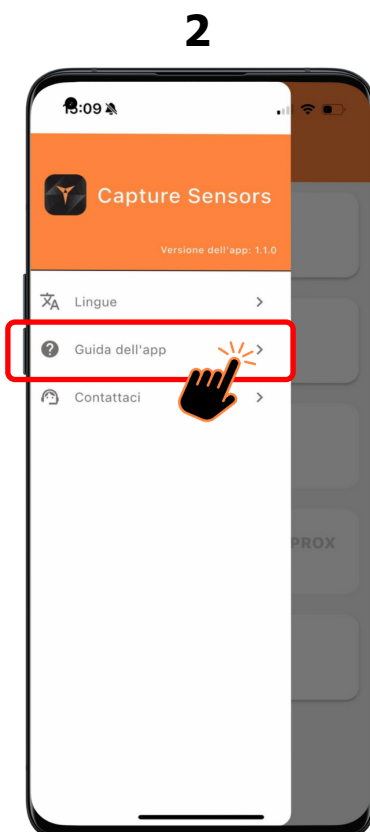 2
13:09
Capture Sensors
Versione dell'app: 1.1.0
Lingue
Guida dell'app
Contattaci
PROX